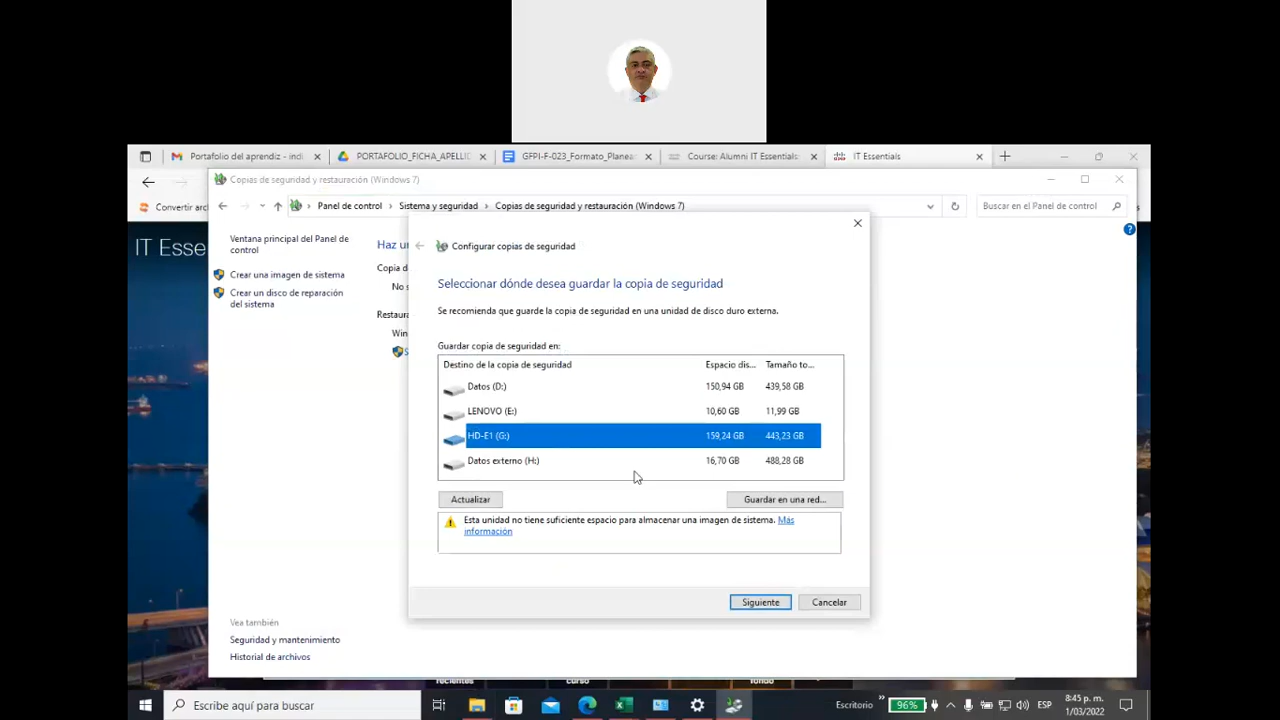 Portafolio del aprendiz - ind
PORTAFOLIO_FICHA_APELLIC
GFPI-F-023_Formato_Planea
Course: Alumni IT Essentials
IT Essentials
Convertir archi
Copias de seguridad y restauración (Windows 7)
Panel de control
Sistema y seguridad
Copias de seguridad y restauración (Windows 7)
Buscar en el Panel de control
IT Esse
Ventana principal del Panel de
control
Crear una imagen de sistema
Crear un disco de reparación
del sistema
Haz u
Copia d
No s
Restaura
Win
Configurar copias de seguridad
Seleccionar dónde desea guardar la copia de seguridad
Se recomienda que guarde la copia de seguridad en una unidad de disco duro externa.
Guardar copia de seguridad en:
Destino de la copia de seguridad Espacio dis... Tamaño to...
Datos (D:) 150,94 GB 439,58 GB
LENOVO (E:) 10,60 GB 11,99 GB
HD-E1 (G:) 159,24 GB 443,23 GB
Datos externo (H:) 16,70 GB 488,28 GB
Actualizar
Guardar en una red...
Esta unidad no tiene suficiente espacio para almacenar una imagen de sistema. Más
información
Siguiente
Cancelar
Vea también
Seguridad y mantenimiento
Historial de archivos
recientes
curso
fondo
Escribe aquí para buscar
Escritorio
96%
ESP
8:45 p. m.
1/03/2022